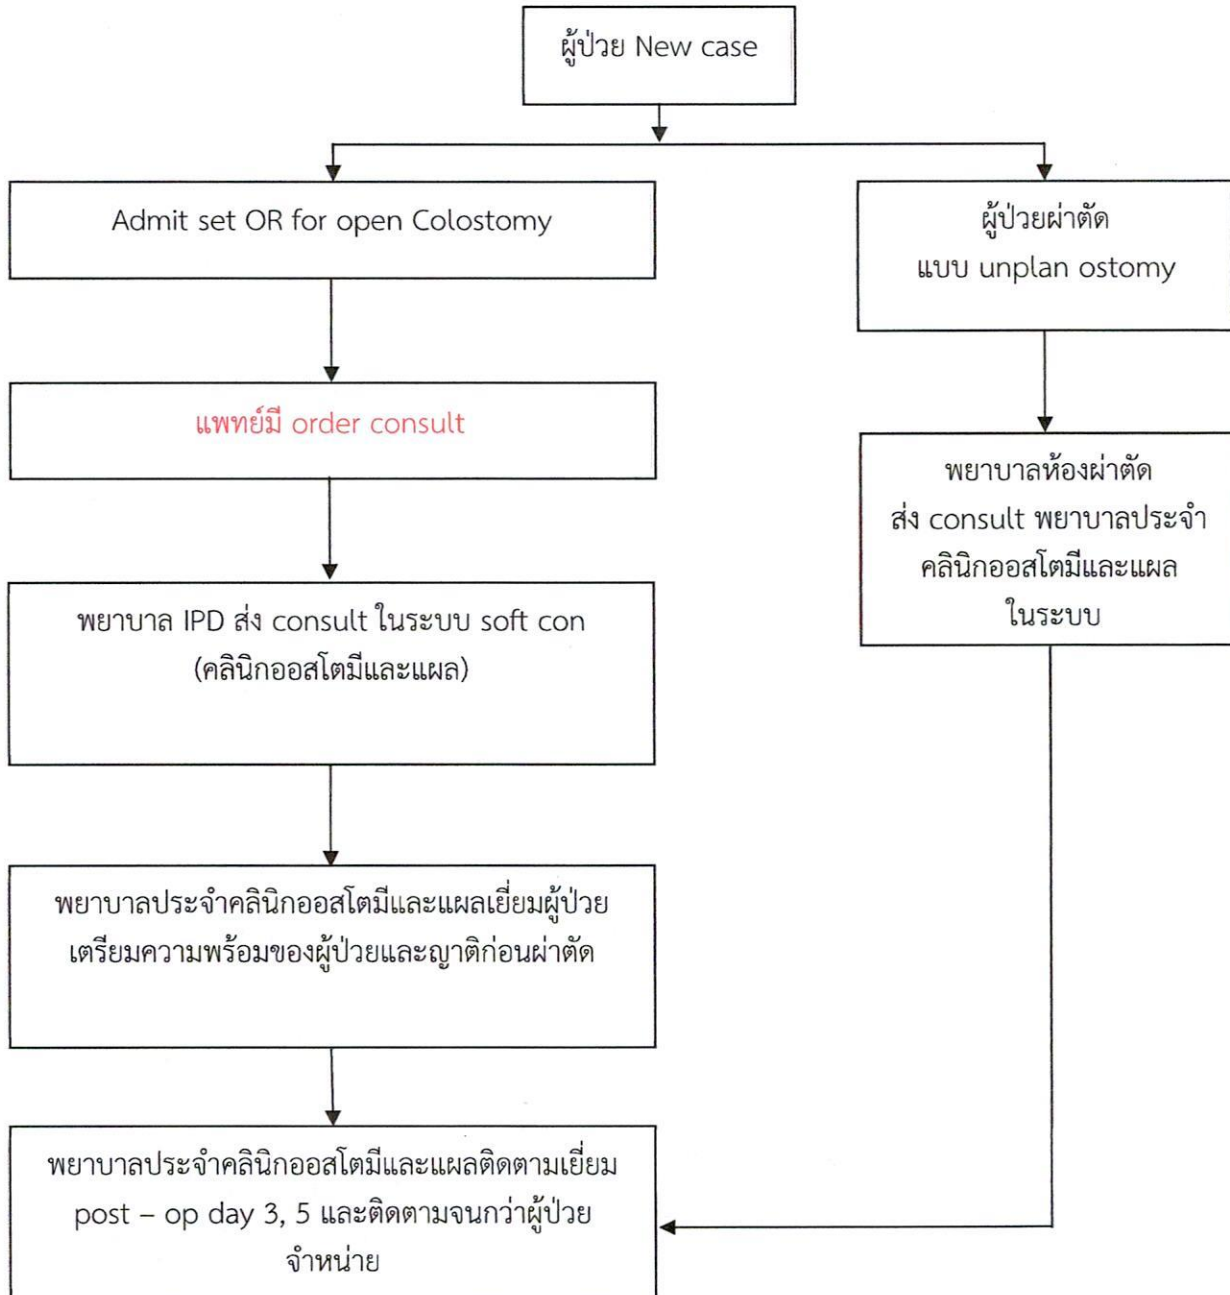 ผู้ป่วย New case
Admit set OR for open Colostomy
ผู้ป่วยผ่าตัด
แบบ unplan ostomy
แพทย์มี order consult
พยาบาลห้องผ่าตัด
ส่ง consult พยาบาลประจำ
คลินิกออสโตมีและแผล
ในระบบ
พยาบาล IPD ส่ง consult ในระบบ soft con
(คลินิกออสโตมีและแผล)
พยาบาลประจำคลินิกออสโตมีและแผลเยี่ยมผู้ป่วย
เตรียมความพร้อมของผู้ป่วยและญาติก่อนผ่าตัด
พยาบาลประจำคลินิกออสโตมีและแผลติดตามเยี่ยม
post – op day 3, 5 และติดตามจนกว่าผู้ป่วย
จำหน่าย